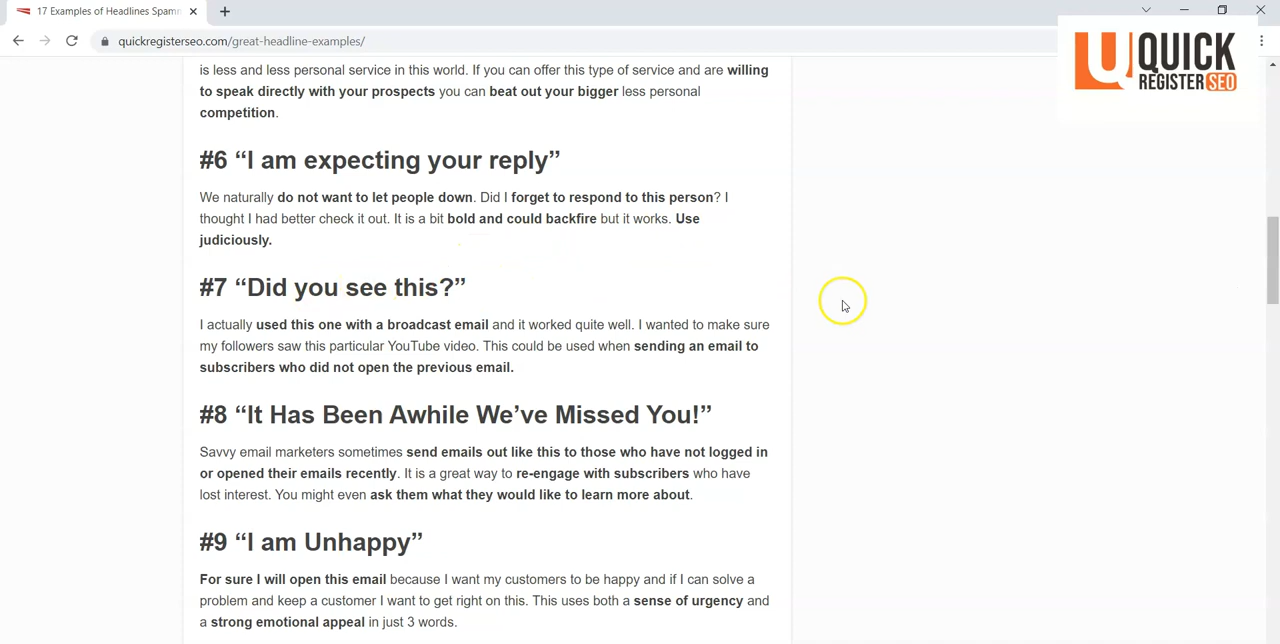 17 Examples of Headlines Spamm
quickregisterseo.com/great-headline-examples/
QUICK
REGISTER SEO
is less and less personal service in this world. If you can offer this type of service and are willing
to speak directly with your prospects you can beat out your bigger less personal
competition.
#6 “I am expecting your reply”
We naturally do not want to let people down. Did I forget to respond to this person? I
thought I had better check it out. It is a bit bold and could backfire but it works. Use
judiciously.
#7 “Did you see this?”
I actually used this one with a broadcast email and it worked quite well. I wanted to make sure
my followers saw this particular YouTube video. This could be used when sending an email to
subscribers who did not open the previous email.
#8 “It Has Been Awhile We’ve Missed You!”
Savvy email marketers sometimes send emails out like this to those who have not logged in
or opened their emails recently. It is a great way to re-engage with subscribers who have
lost interest. You might even ask them what they would like to learn more about.
#9 “I am Unhappy”
For sure I will open this email because I want my customers to be happy and if I can solve a
problem and keep a customer I want to get right on this. This uses both a sense of urgency and
a strong emotional appeal in just 3 words.